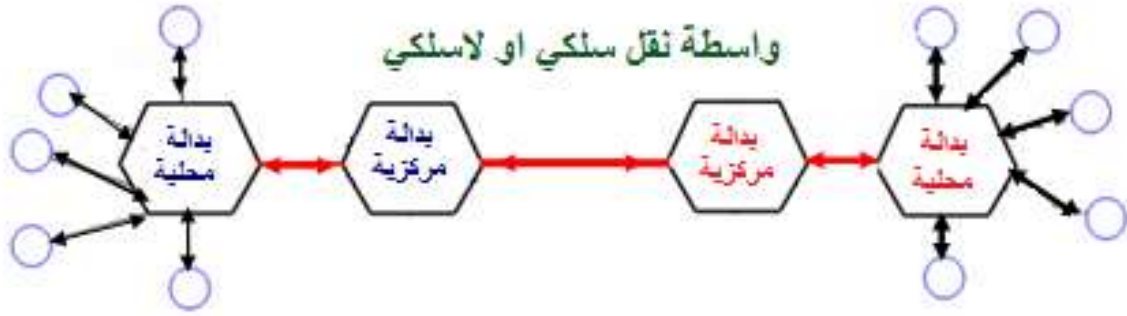 واسطة نقل سلكي او لاسلكي
بدالة
محلية
بدالة
مركزية
بدالة
مركزية
بدالة
محلية